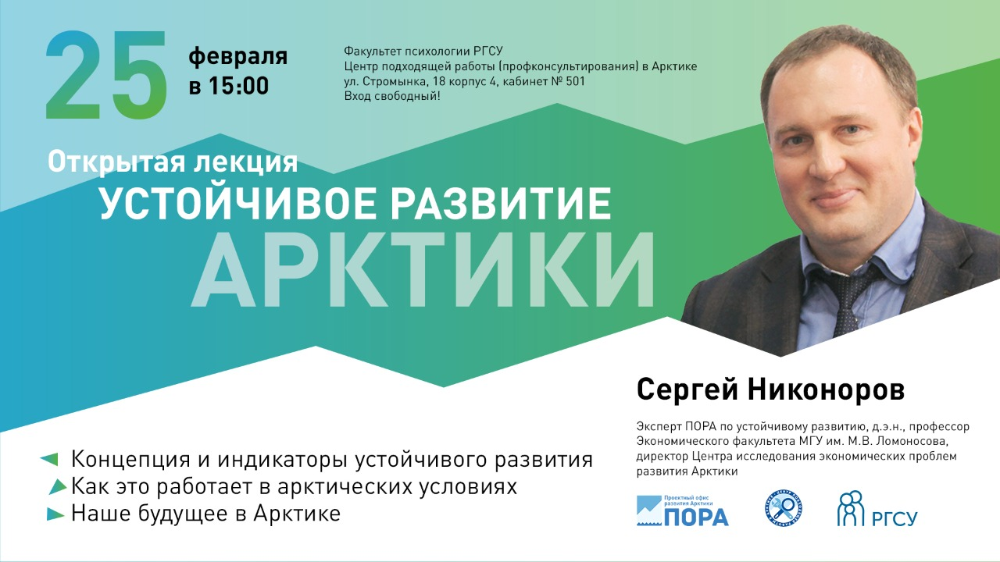 25
февраля
в 15:00
Факультет психологии РГСУ
Центр подходящей работы (профконсультирования) в Арктике
ул. Стромынка, 18 корпус 4, кабинет № 501
Вход свободный!
Открытая лекция
УСТОЙЧИВОЕ РАЗВИТИЕ
АРКТИКИ
Сергей Никоноров
Эксперт ПОРА по устойчивому развитию, д.э.н., профессор
Экономического факультета МГУ им. М.В. Ломоносова,
директор Центра исследования экономических проблем
развития Арктики
Концепция и индикаторы устойчивого развития
Как это работает в арктических условиях
Наше будущее в Арктике
Проектный офис
развития Арктики
ПОРА
РГСУ